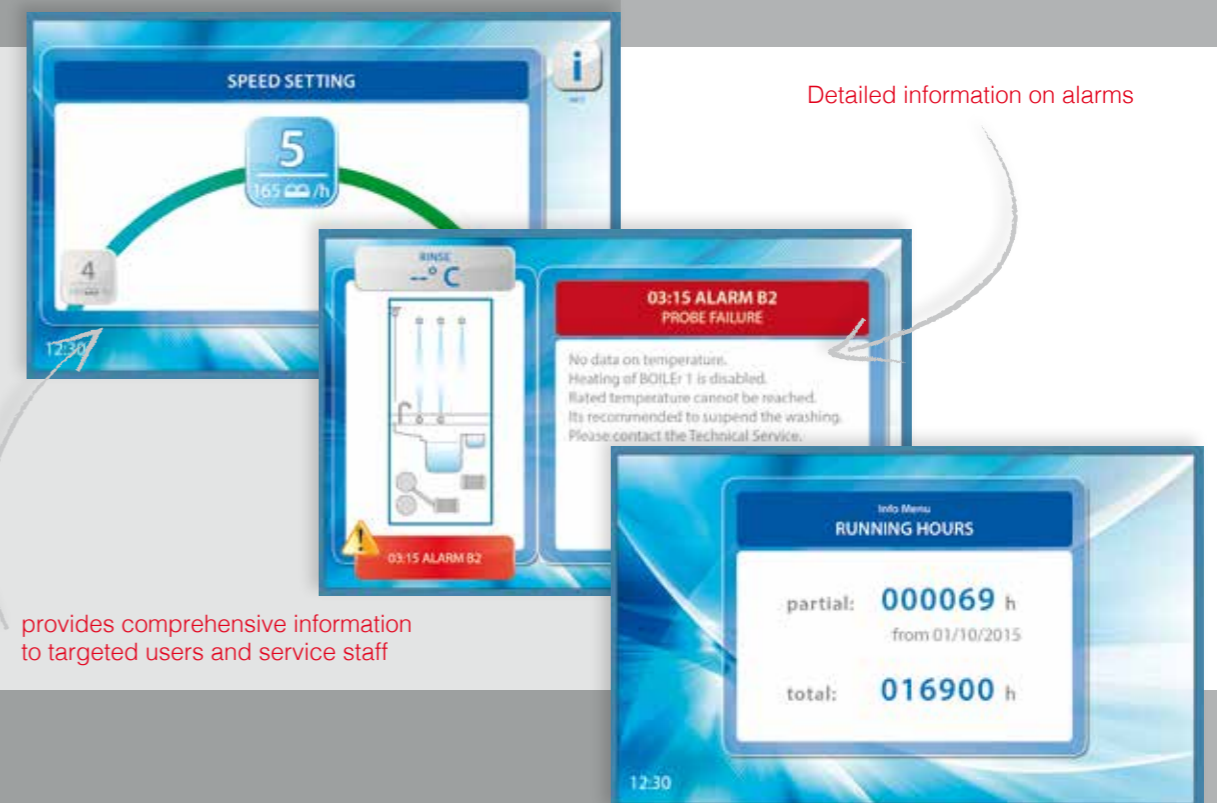 SPEED SETTING
i
5
165 /h
4
12:30
Detailed information on alarms
RINSE
--° C
03:15 ALARM B2
PROBE FAILURE
No data on temperature.
Heating of BOILEr 1 is disabled.
Rated temperature cannot be reached.
Its recommended to suspend the washing.
Please contact the Technical Service.
03:15 ALARM B2
provides comprehensive information
to targeted users and service staff
Info Menu
RUNNING HOURS
partial: 000069 h
from 01/10/2015
total: 016900 h
12:30